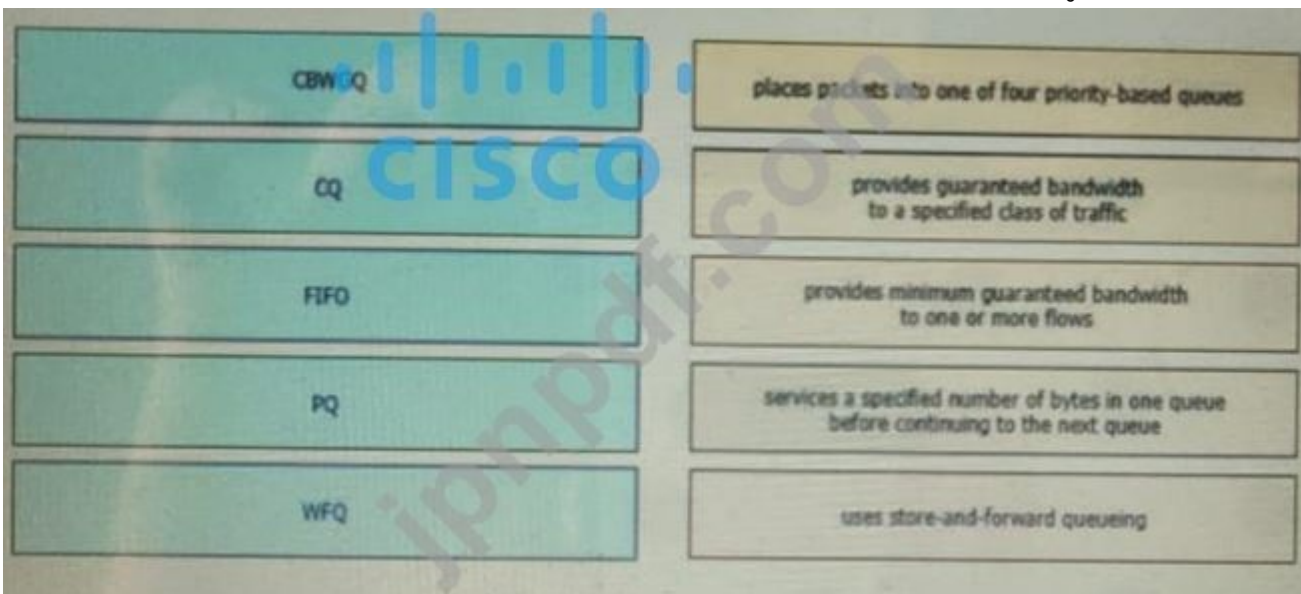 CBWFQ
places packets into one of four priority-based queues
CISCO
CQ
provides guaranteed bandwidth
to a specified class of traffic
FIFO
provides minimum guaranteed bandwidth
to one or more flows
PQ
services a specified number of bytes in one queue
before continuing to the next queue
WFQ
uses store-and-forward queueing
jpnpdf.com